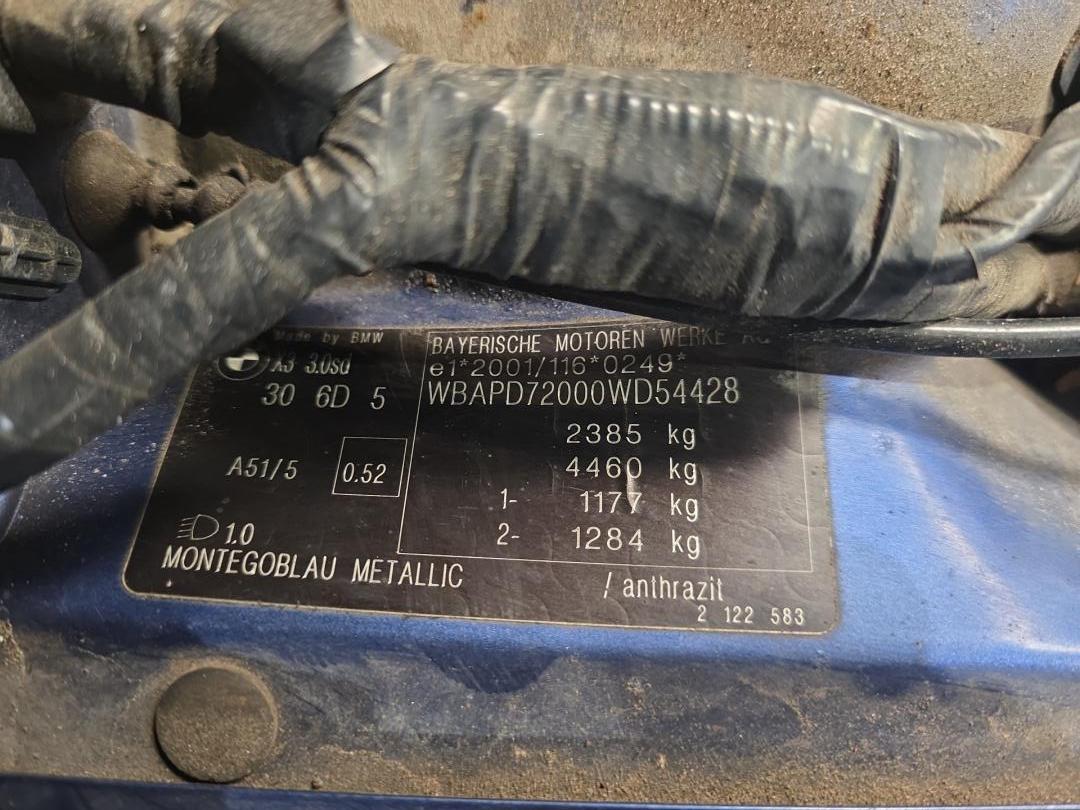 Made by BMW
X3 3.0sd
30 6D 5
A51/5 0.52
1.0
MONTEGOBLAU METALLIC
BAYERISCHE MOTOREN WERKE AG
e1*2001/116*0249*
WBAPD72000WD54428
2385 kg
4460 kg
1- 1177 kg
2- 1284 kg
/ anthrazit
2 122 583